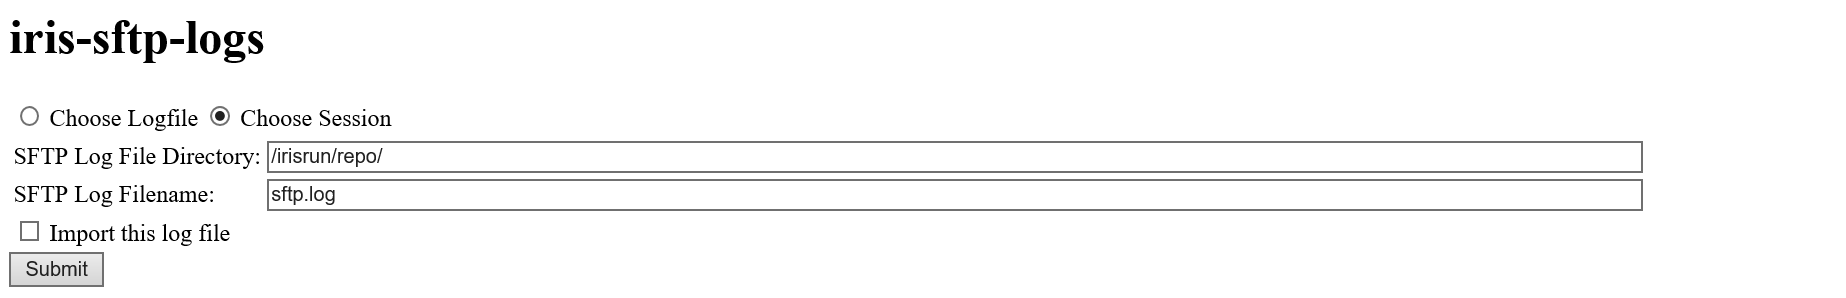 iris-sftp-logs
Choose Logfile Choose Session
SFTP Log File Directory: /irisrun/repo/
SFTP Log Filename: sftp.log
Import this log file
Submit